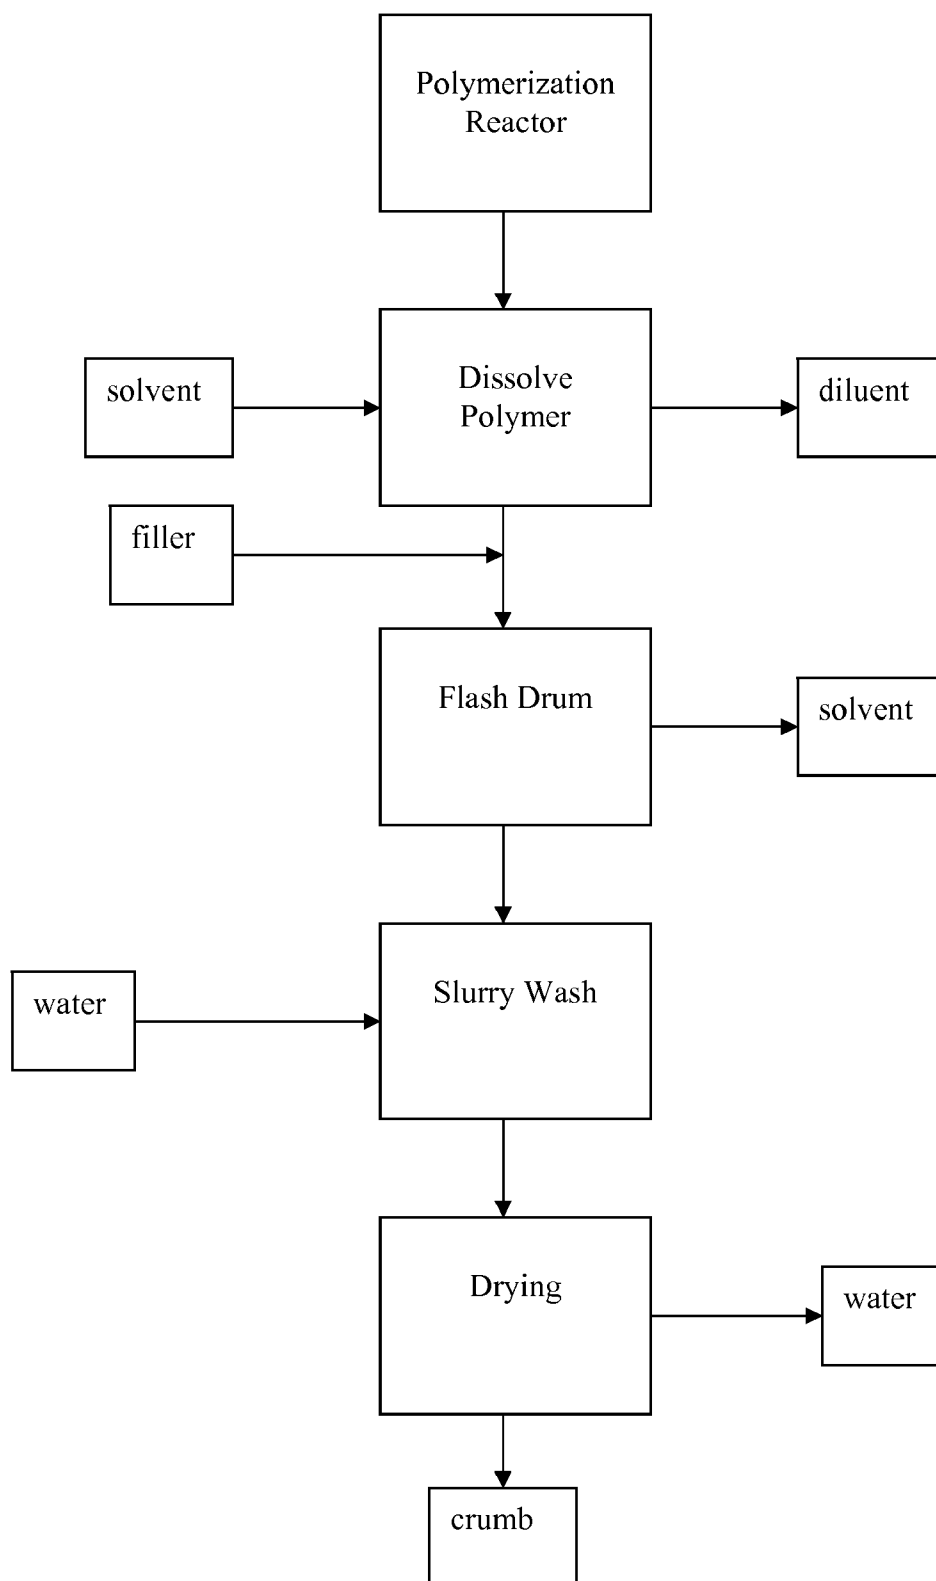 Polymerization
Reactor
solvent
Dissolve
Polymer
diluent
filler
Flash Drum
solvent
water
Slurry Wash
Drying
water
crumb